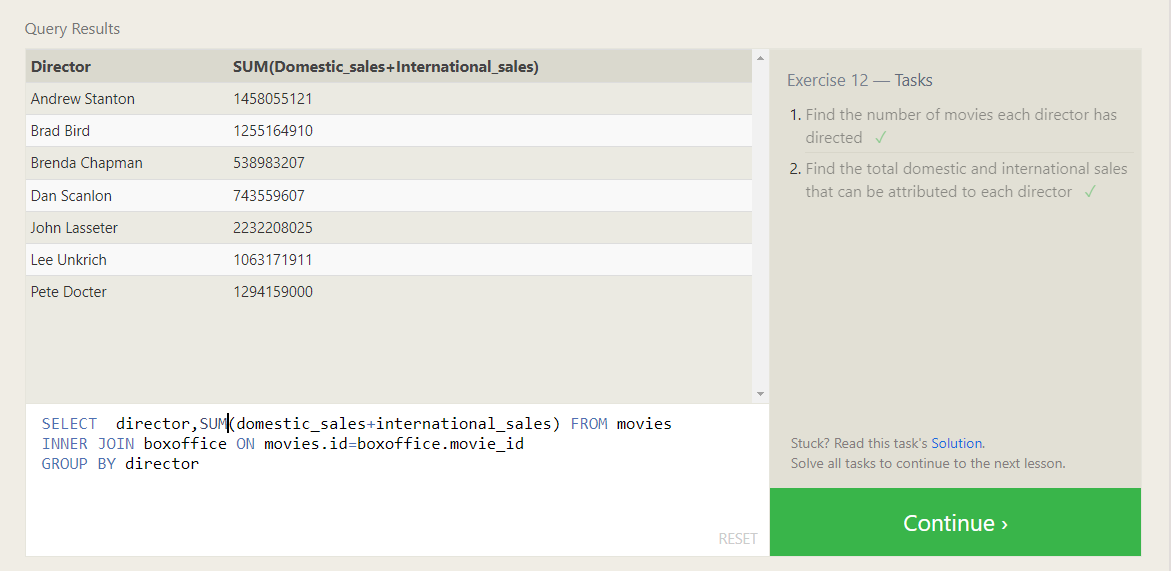 Query Results
Director SUM(Domestic_sales+International_sales)
Andrew Stanton 1458055121
Brad Bird 1255164910
Brenda Chapman 538983207
Dan Scanlon 743559607
John Lasseter 2232208025
Lee Unkrich 1063171911
Pete Docter 1294159000
SELECT  director,SUM(domestic_sales+international_sales) FROM movies
INNER JOIN boxoffice ON movies.id=boxoffice.movie_id
GROUP BY director
RESET
Exercise 12 — Tasks
1. Find the number of movies each director has
directed ✓
2. Find the total domestic and international sales
that can be attributed to each director ✓
Stuck? Read this task's Solution.
Solve all tasks to continue to the next lesson.
Continue ›